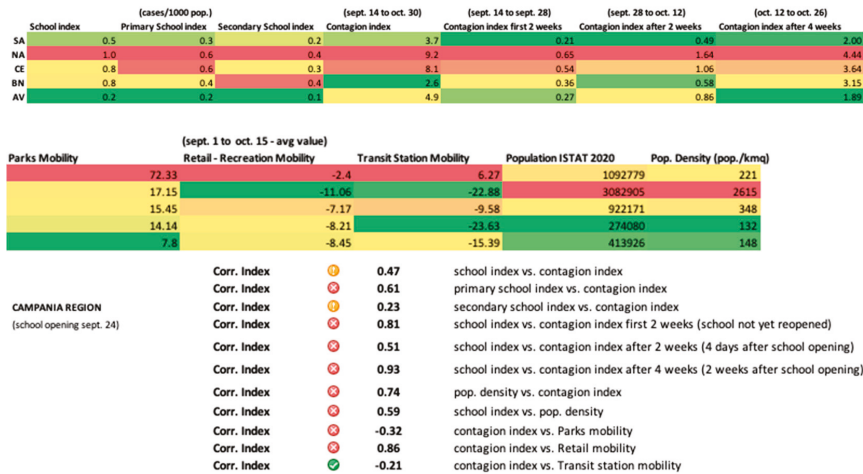 (cases/1000 pop.) (sept. 14 to oct. 30) (sept. 14 to sept. 28) (sept. 28 to oct. 12) (oct. 12 to oct. 26)
School index Primary School index Secondary School index Contagion index Contagion index first 2 weeks Contagion index after 2 weeks Contagion index after 4 weeks
SA 0.5 0.3 0.2 3.7 0.21 0.49 2.00
NA 1.0 0.6 0.4 9.2 0.65 1.64 4.44
CE 0.8 0.6 0.3 8.1 0.54 1.06 3.64
BN 0.8 0.4 0.4 2.6 0.36 0.58 3.15
AV 0.2 0.2 0.1 4.9 0.27 0.86 1.89
(sept. 1 to oct. 15 - avg value)
Parks Mobility Retail - Recreation Mobility Transit Station Mobility Population ISTAT 2020 Pop. Density (pop./kmq)
72.33 -2.4 6.27 1092779 221
17.15 -11.06 -22.88 3082905 2615
15.45 -7.17 -9.58 922171 348
14.14 -8.21 -23.63 274080 132
7.8 -8.45 -15.39 413926 148
Corr. Index 0.47 school index vs. contagion index
Corr. Index 0.61 primary school index vs. contagion index
CAMPANIA REGION Corr. Index 0.23 secondary school index vs. contagion index
(school opening sept. 24) Corr. Index 0.81 school index vs. contagion index first 2 weeks (school not yet reopened)
Corr. Index 0.51 school index vs. contagion index after 2 weeks (4 days after school opening)
Corr. Index 0.93 school index vs. contagion index after 4 weeks (2 weeks after school opening)
Corr. Index 0.74 pop. density vs. contagion index
Corr. Index 0.59 school index vs. pop. density
Corr. Index -0.32 contagion index vs. Parks mobility
Corr. Index 0.86 contagion index vs. Retail mobility
Corr. Index -0.21 contagion index vs. Transit station mobility